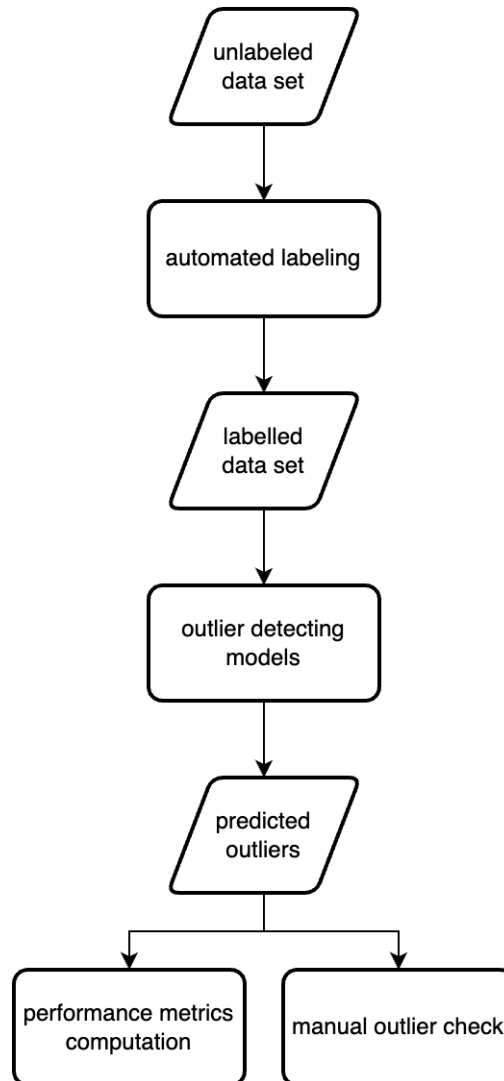 unlabeled
data set
automated labeling
labelled
data set
outlier detecting
models
predicted
outliers
performance metrics
computation
manual outlier check